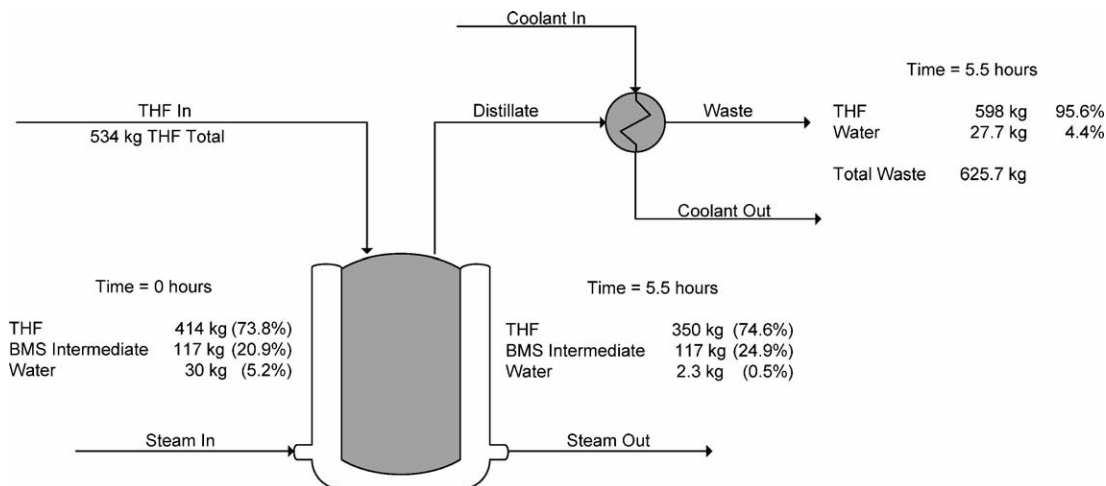 Coolant In
Time = 5.5 hours
THF In
534 kg THF Total
Distillate
Waste
THF 598 kg 95.6%
Water 27.7 kg 4.4%
Total Waste 625.7 kg
Coolant Out
Time = 0 hours
THF 414 kg (73.8%)
BMS Intermediate 117 kg (20.9%)
Water 30 kg (5.2%)
Time = 5.5 hours
THF 350 kg (74.6%)
BMS Intermediate 117 kg (24.9%)
Water 2.3 kg (0.5%)
Steam In
Steam Out